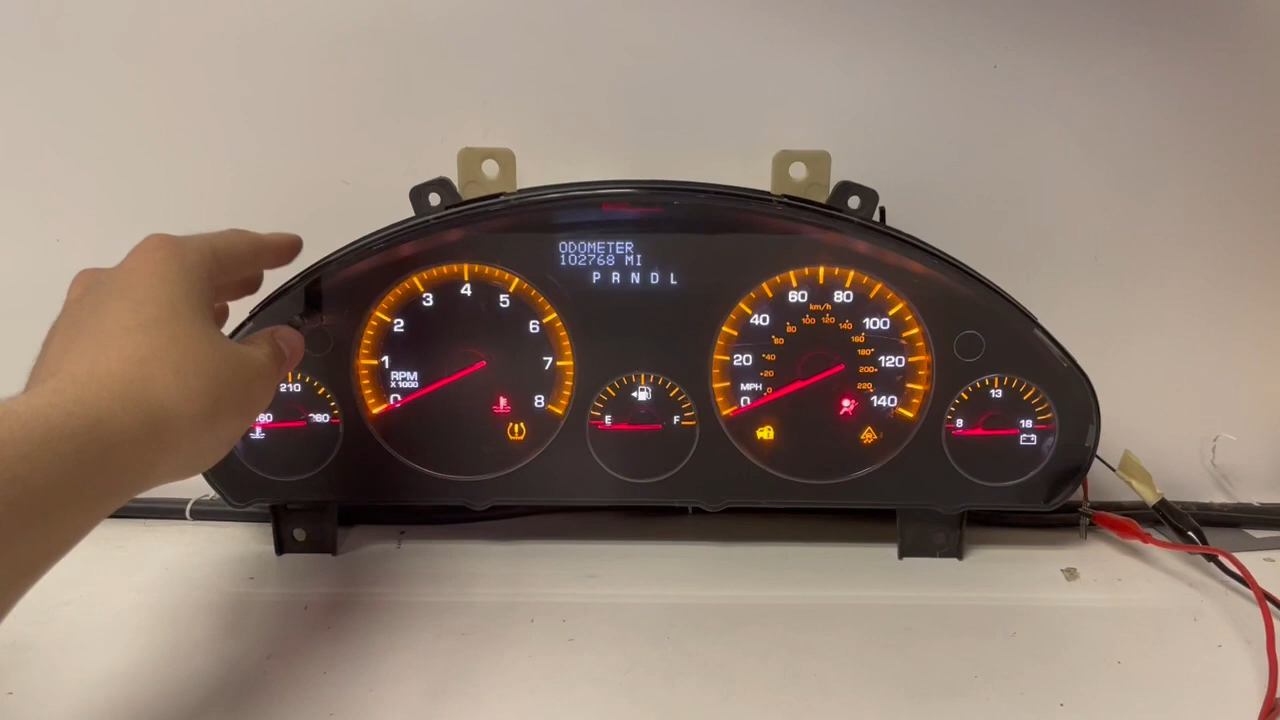 ODOMETER
102768 MI
P R N D L
0 1 2 3 4 5 6 7 8
RPM
X 1000
0 20 40 60 80 100 120 140
MPH
km/h
0 20 40 60 80 100 120 140 160 180 200 220
210
260
E F
8 13 18